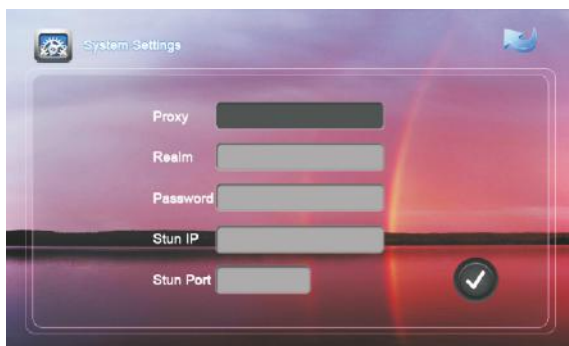 System Settings
Proxy
Realm
Password
Stun IP
Stun Port